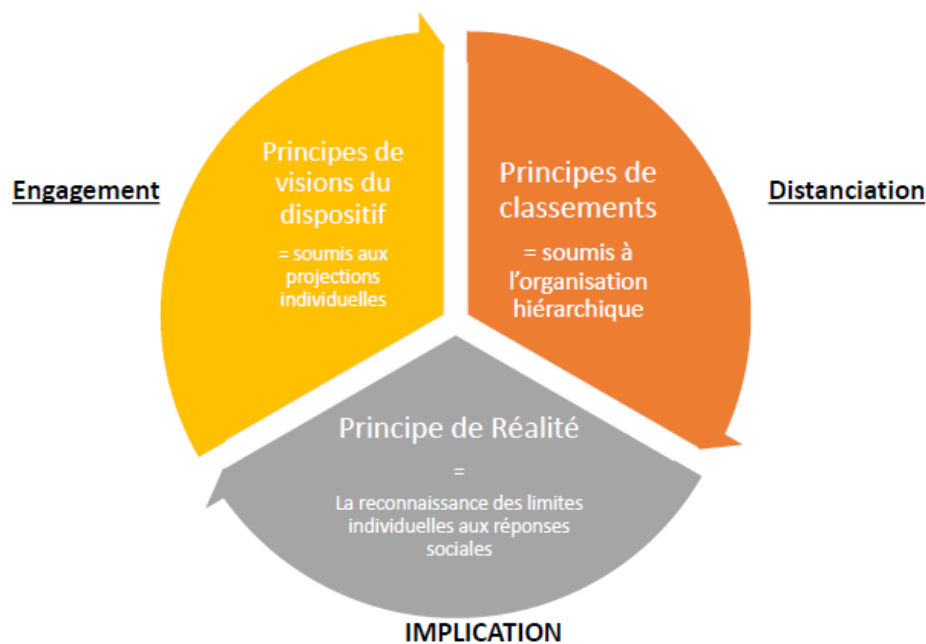 Engagement
Principes de
visions du
dispositif
= soumis aux
projections
individuelles
Principes de
classements
= soumis à
l'organisation
hiérarchique
Distanciation
Principe de Réalité
=
La reconnaissance des limites
individuelles aux réponses
sociales
IMPLICATION